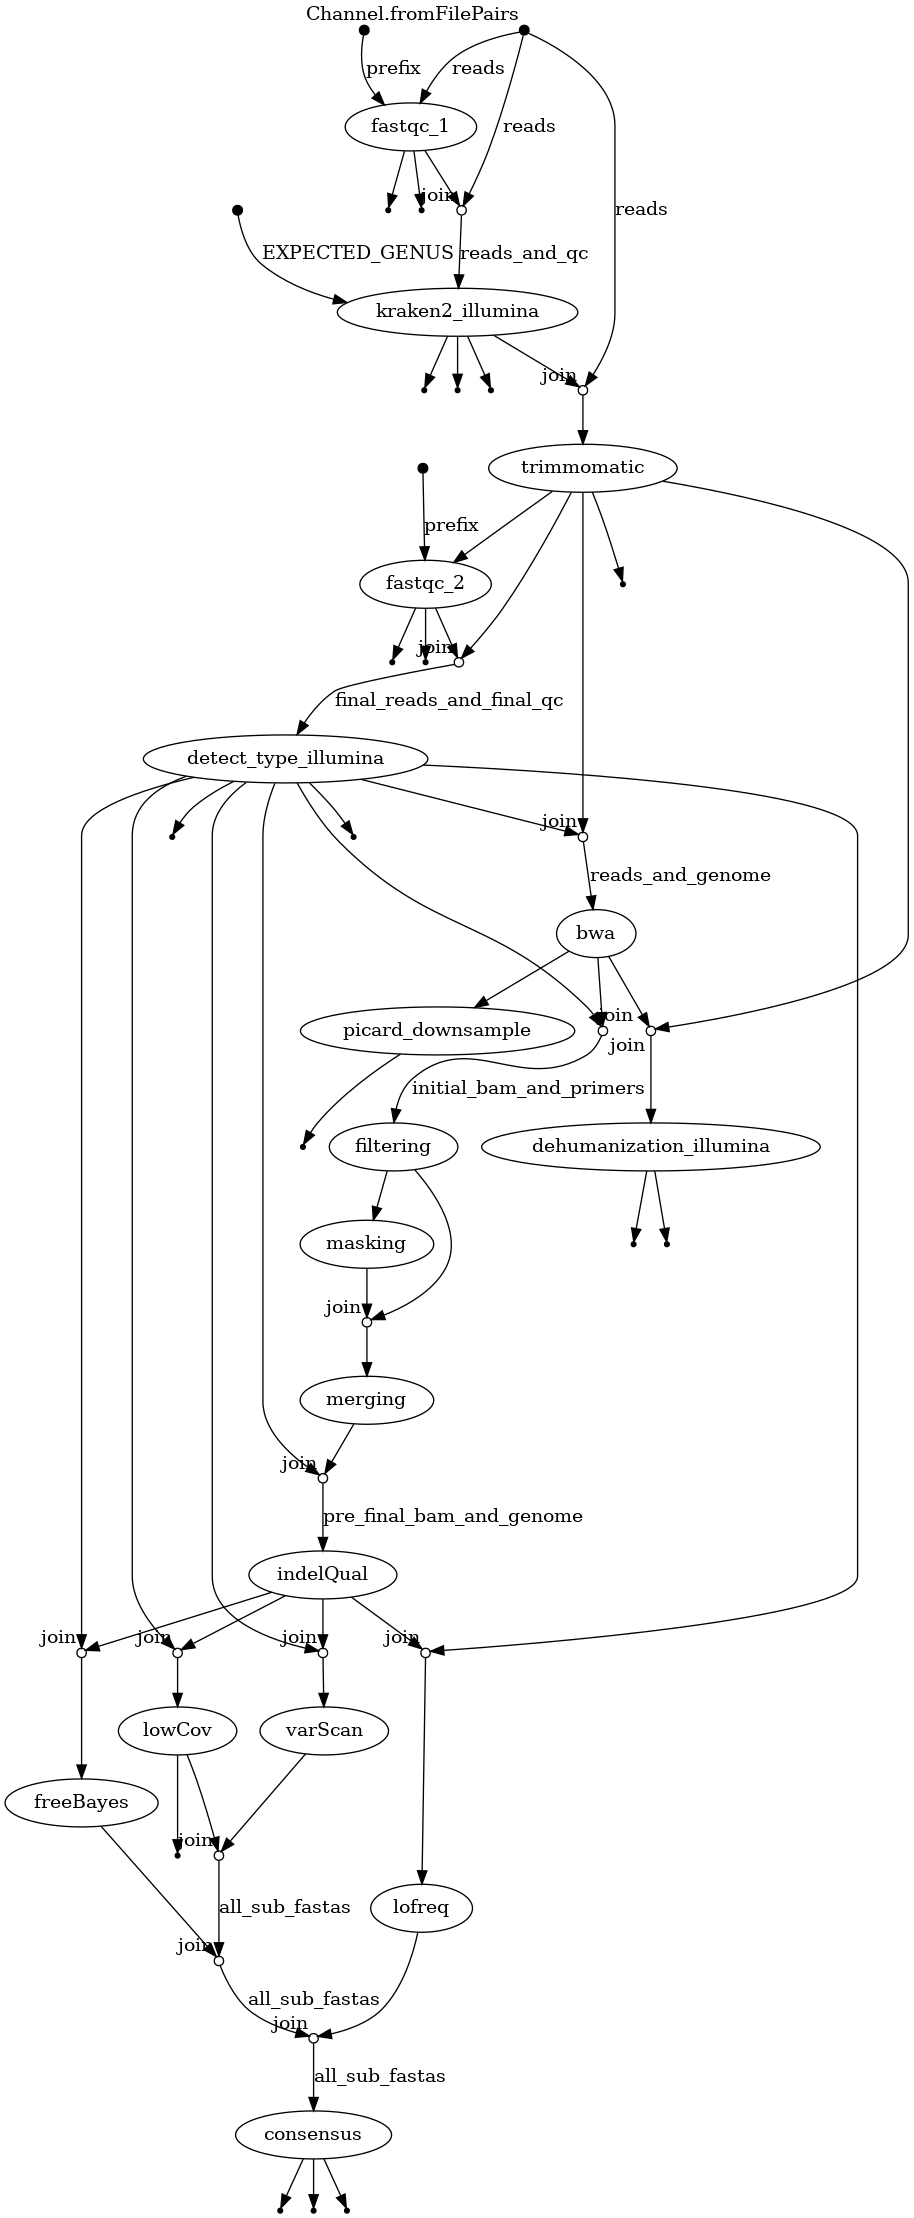 Channel.fromFilePairs
prefix
reads
fastqc_1
reads
join
reads
EXPECTED_GENUS
reads_and_qc
kraken2_illumina
join
trimmomatic
prefix
fastqc_2
join
final_reads_and_final_qc
detect_type_illumina
join
reads_and_genome
bwa
join
picard_downsample
join
initial_bam_and_primers
filtering
dehumanization_illumina
masking
join
merging
join
pre_final_bam_and_genome
indelQual
join
join
join
join
lowCov
varScan
freeBayes
join
all_sub_fastas
lofreq
join
all_sub_fastas
join
all_sub_fastas
consensus